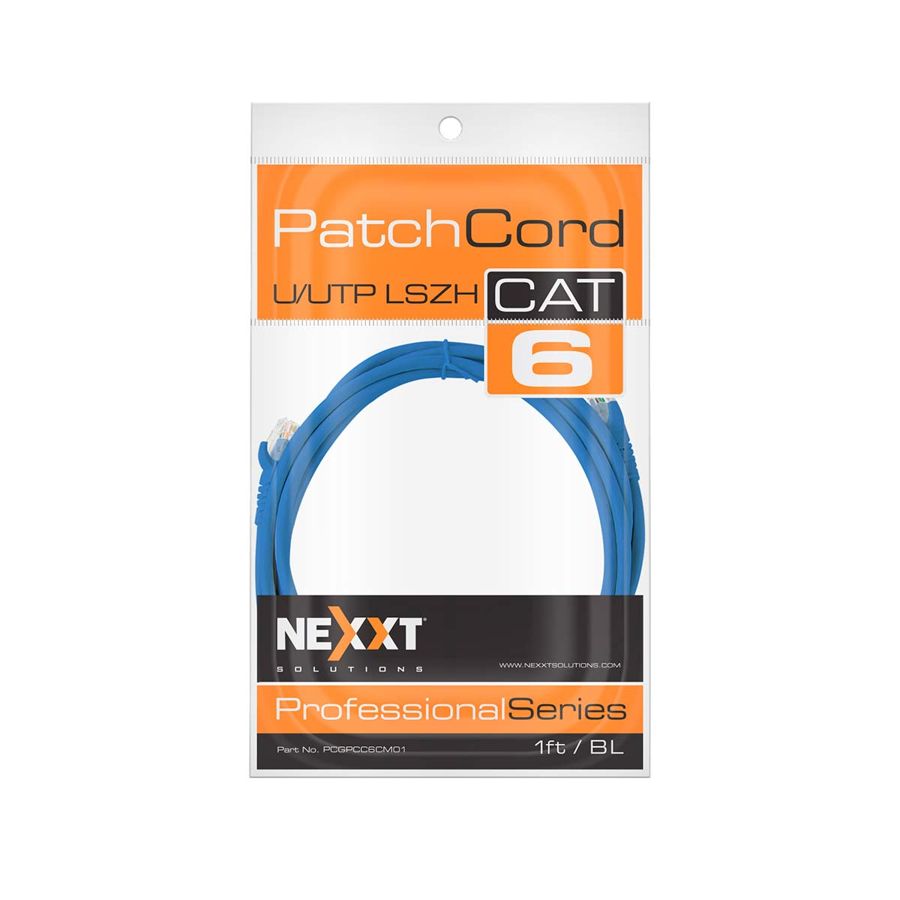 PatchCord
U/UTP LSZH CAT
6
NEXXT®
SOLUTIONS
WWW.NEXXTSOLUTIONS.COM
ProfessionalSeries
Part No. PCGPCC6CM01 1ft / BL